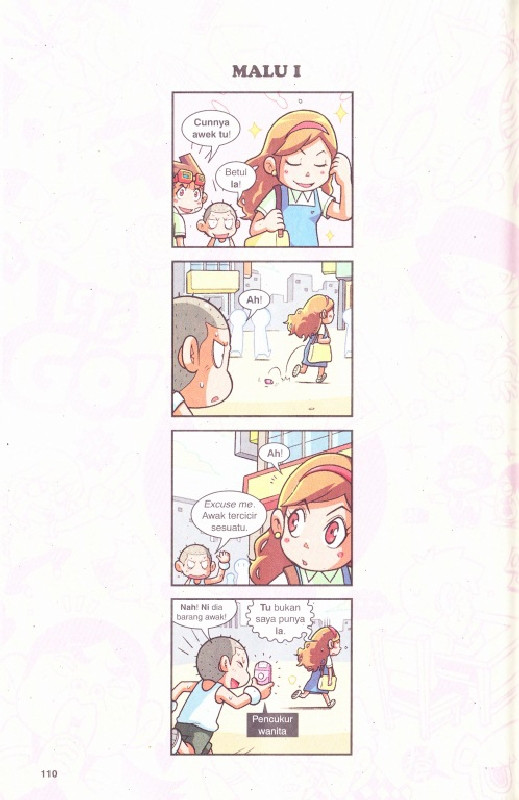 MALU I
Cunnya
awek tu!
Betul
la!
Ah!
Ah!
Excuse me.
Awak tercicir
sesuatu.
Nah! Ni dia
barang awak!
Tu bukan
saya punya
la.
Pencukur
wanita
110